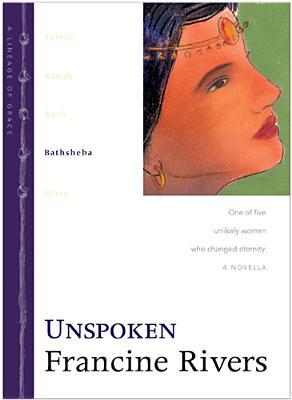 A LINEAGE OF GRACE
Tamar
Rahab
Ruth
Bathsheba
Mary
One of five
unlikely women
who changed eternity.
A NOVELLA
UNSPOKEN
Francine Rivers